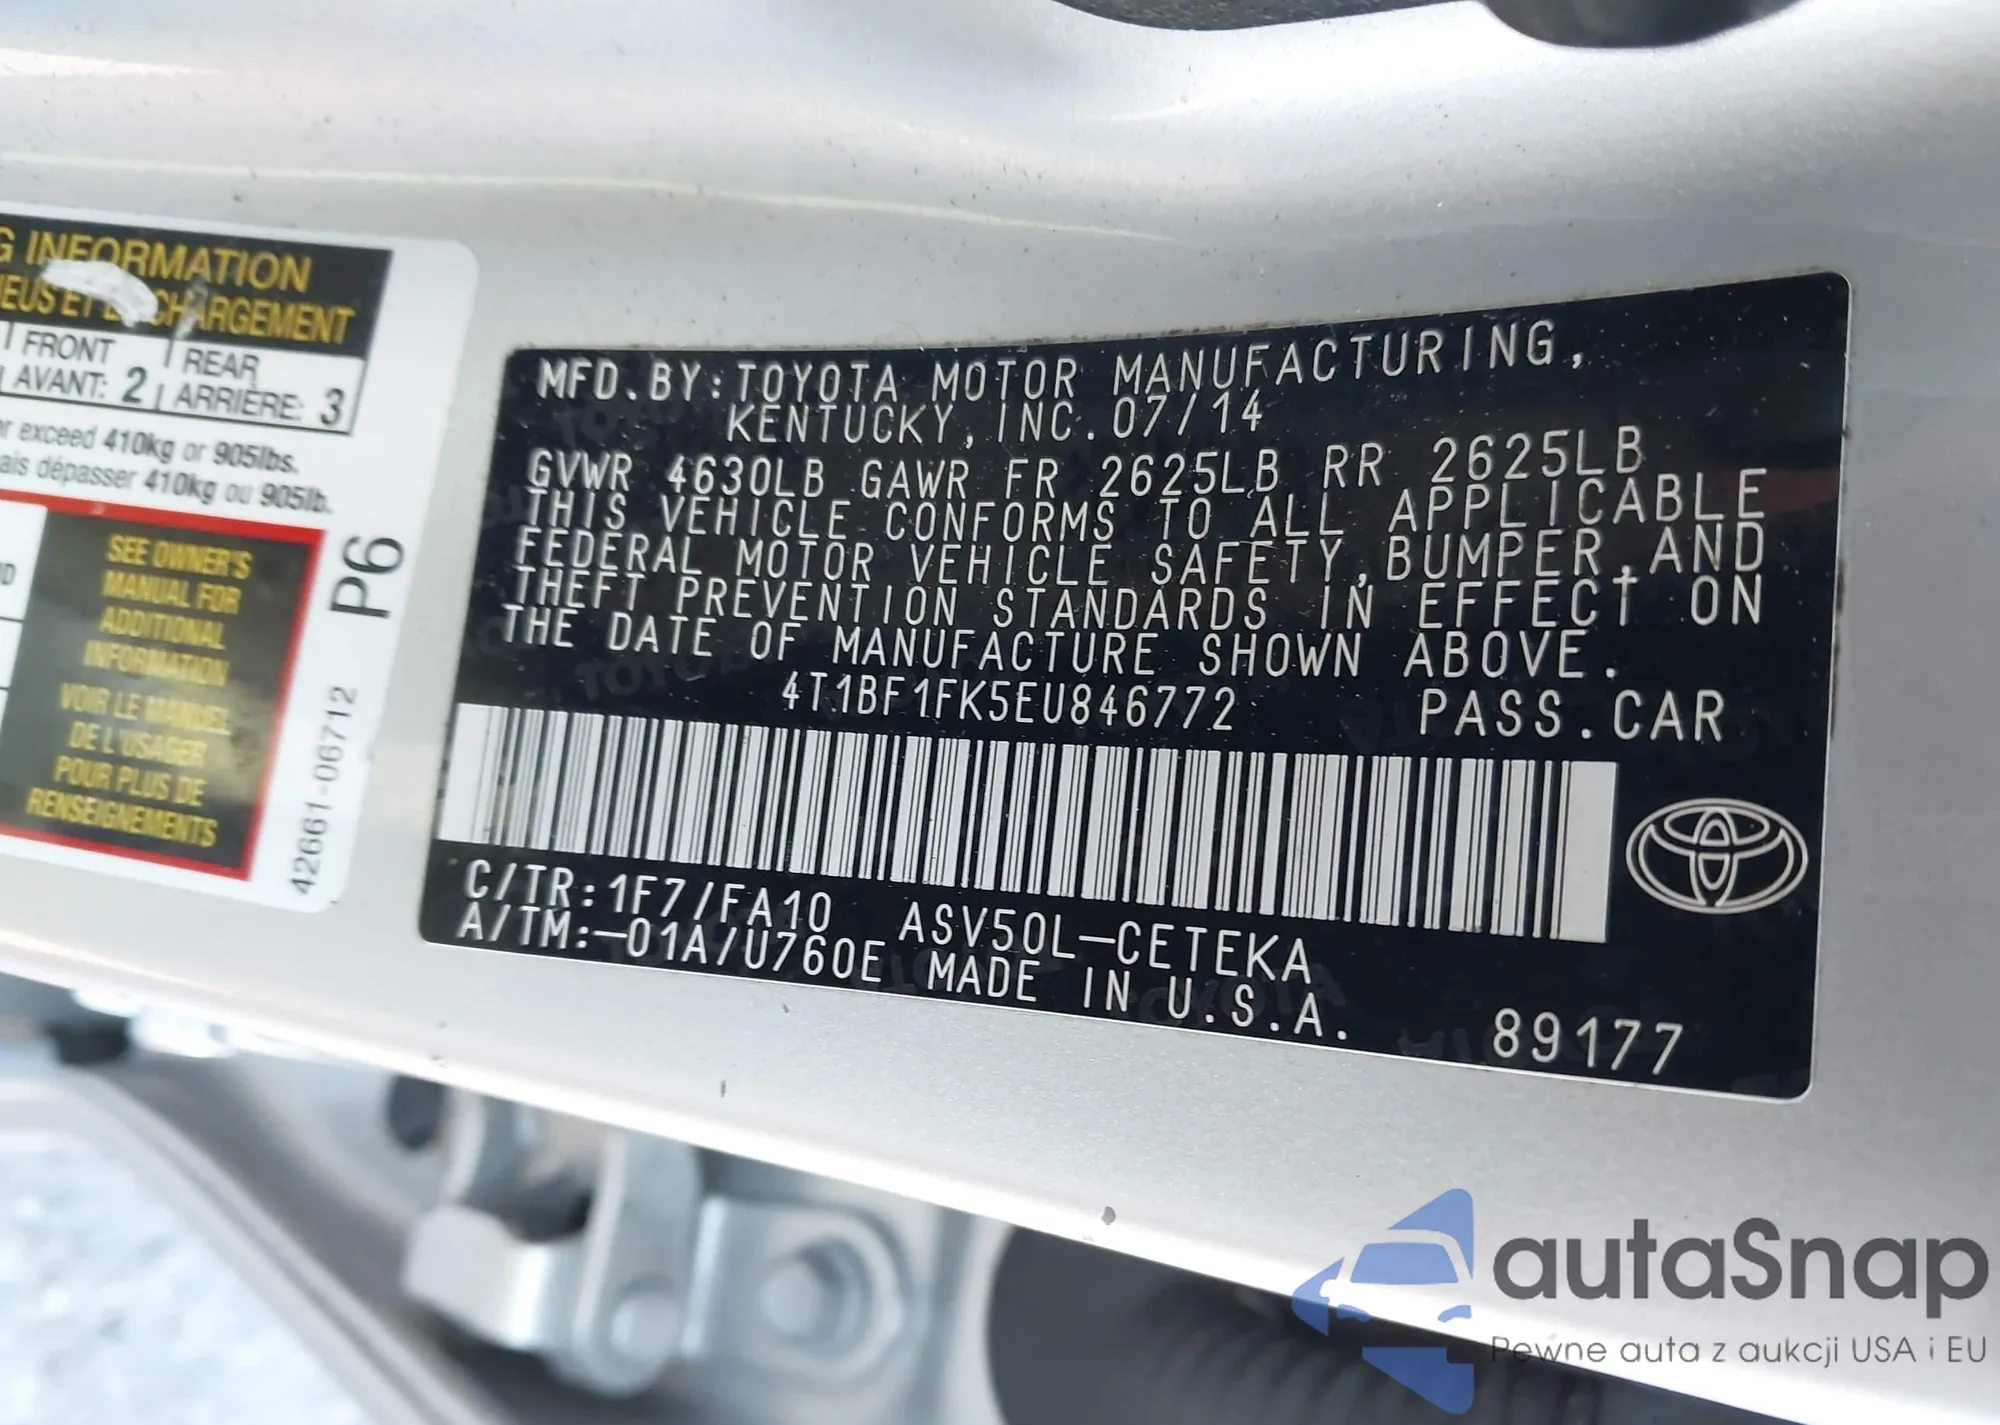 G INFORMATION
CHARGEMENT
FRONT | REAR
AVANT: 2 | ARRIÈRE: 3
exceed 410kg or 905lbs.
ais dépasser 410kg ou 905lb.
SEE OWNER'S
MANUAL FOR
ADDITIONAL
INFORMATION
VOIR LE MANUEL
DE L'USAGER
POUR PLUS DE
RENSEIGNEMENTS
P6
42661-06712
MFD.BY:TOYOTA MOTOR MANUFACTURING,
KENTUCKY,INC.07/14
GVWR 4630LB GAWR FR 2625LB RR 2625LB
THIS VEHICLE CONFORMS TO ALL APPLICABLE
FEDERAL MOTOR VEHICLE SAFETY,BUMPER,AND
THEFT PREVENTION STANDARDS IN EFFECT ON
THE DATE OF MANUFACTURE SHOWN ABOVE.
4T1BF1FK5EU846772 PASS.CAR
C/TR:1F7/FA10 ASV50L-CETEKA
A/TM:-01A/U760E MADE IN U.S.A.
89177
autaSnap
Pewne auta z aukcji USA i EU